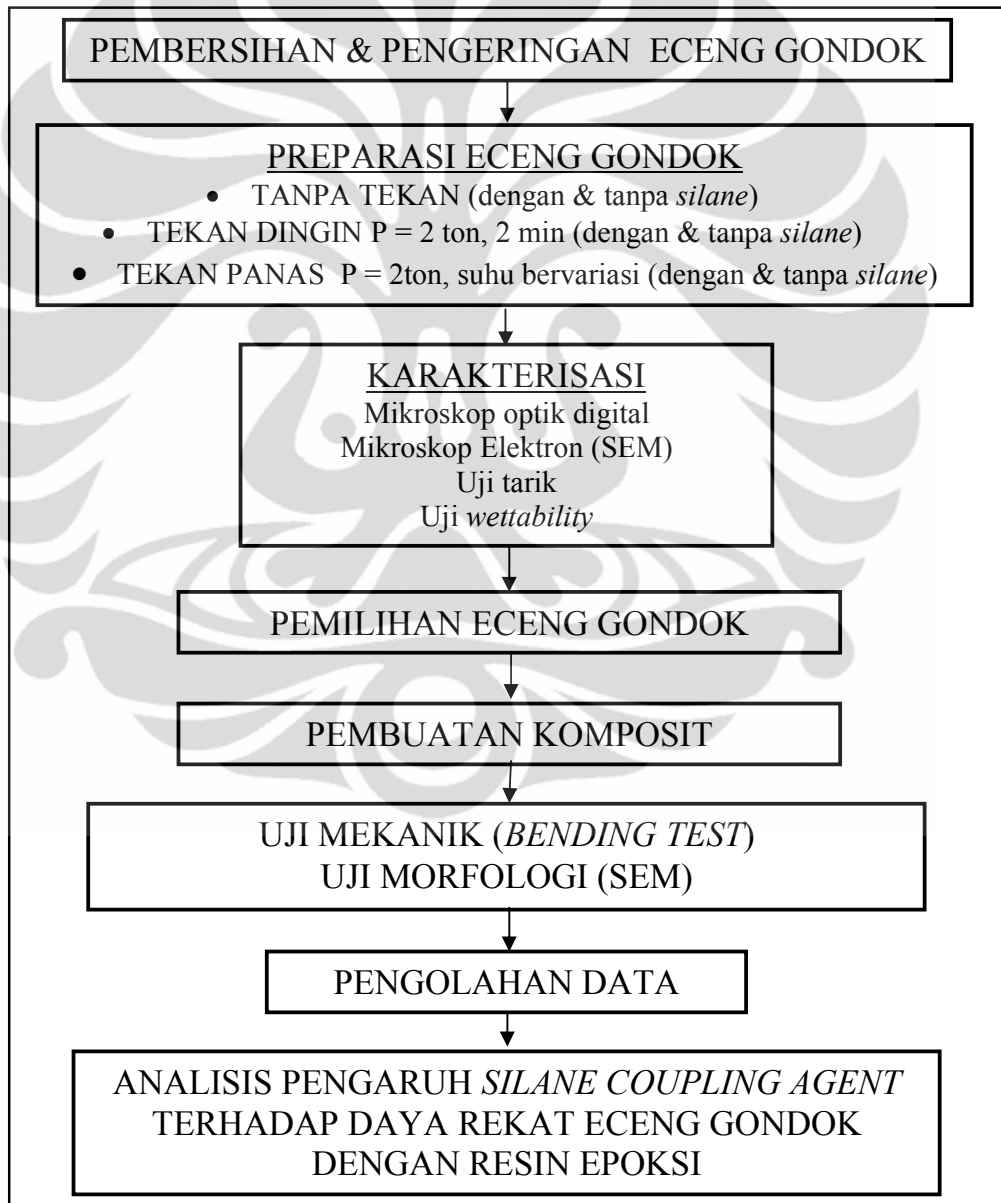 PEMBERSIHAN & PENGERINGAN ECENG GONDOK
PREPARASI ECENG GONDOK
• TANPA TEKAN (dengan & tanpa silane)
• TEKAN DINGIN P = 2 ton, 2 min (dengan & tanpa silane)
• TEKAN PANAS P = 2ton, suhu bervariasi (dengan & tanpa silane)
KARAKTERISASI
Mikroskop optik digital
Mikroskop Elektron (SEM)
Uji tarik
Uji wettability
PEMILIHAN ECENG GONDOK
PEMBUATAN KOMPOSIT
UJI MEKANIK (BENDING TEST)
UJI MORFOLOGI (SEM)
PENGOLAHAN DATA
ANALISIS PENGARUH SILANE COUPLING AGENT
TERHADAP DAYA REKAT ECENG GONDOK
DENGAN RESIN EPOKSI